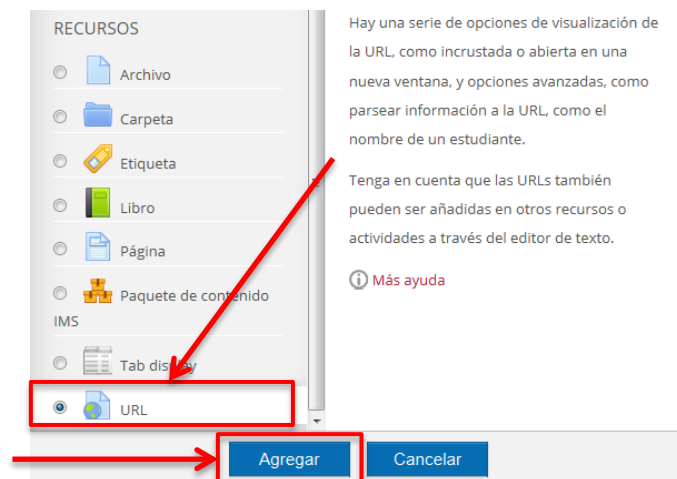 RECURSOS
Archivo
Carpeta
Etiqueta
Libro
Página
Paquete de contenido
IMS
Tab display
URL
Hay una serie de opciones de visualización de
la URL, como incrustada o abierta en una
nueva ventana, y opciones avanzadas, como
parsear información a la URL, como el
nombre de un estudiante.
Tenga en cuenta que las URLs también
pueden ser añadidas en otros recursos o
actividades a través del editor de texto.
Más ayuda
Agregar
Cancelar